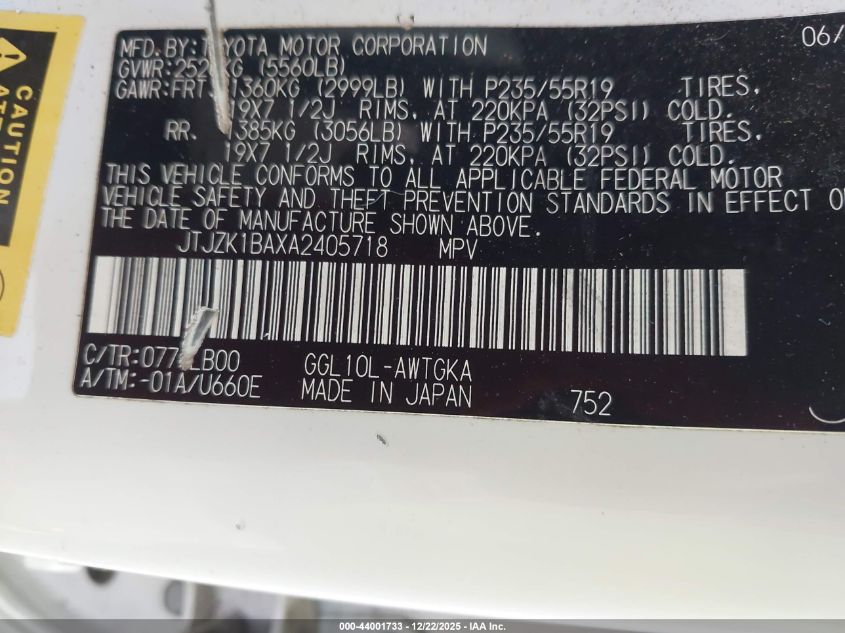 CAUTION
06/
MFD. BY: TOYOTA MOTOR CORPORATION
GVWR: KG (5560LB)
GAWR: FRT 1360KG (2999LB) WITH P235/55R19 TIRES,
19X7 1/2J RIMS, AT 220KPA (32PSI) COLD.
RR. 1385KG (3056LB) WITH P235/55R19 TIRES,
19X7 1/2J RIMS, AT 220KPA (32PSI) COLD.
THIS VEHICLE CONFORMS TO ALL APPLICABLE FEDERAL MOTOR
VEHICLE SAFETY AND THEFT PREVENTION STANDARDS IN EFFECT O
THE DATE OF MANUFACTURE SHOWN ABOVE.
JTJZK1BAXA2405718 MPV
C/TR: LB00 GGL10L-AWTGKA
A/TM:-01A/U660E MADE IN JAPAN 752
000-44001733 - 12/22/2025 - IAA Inc.